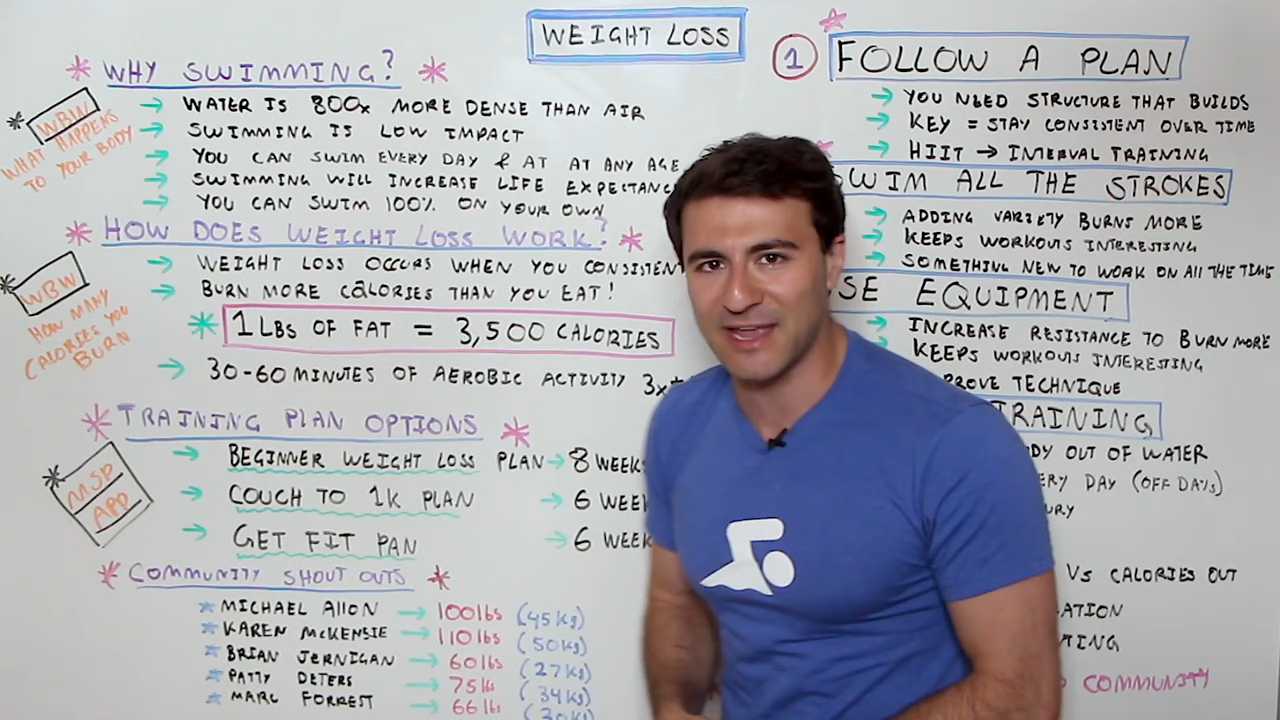 WEIGHT LOSS
WHY SWIMMING?
WBW
WHAT HAPPENS
TO YOUR BODY
→ WATER IS 800x MORE DENSE THAN AIR
→ SWIMMING IS LOW IMPACT
→ YOU CAN SWIM EVERY DAY & AT AT ANY AGE
→ SWIMMING WILL INCREASE LIFE EXPECTANC
→ YOU CAN SWIM 100% ON YOUR OWN
HOW DOES WEIGHT LOSS WORK?
WBW
HOW MANY
CALORIES YOU
BURN
→ WEIGHT LOSS OCCURS WHEN YOU CONSISTEN
→ BURN MORE CALORIES THAN YOU EAT!
1 LBS OF FAT = 3,500 CALORIES
→ 30-60 MINUTES OF AEROBIC ACTIVITY 3x
TRAINING PLAN OPTIONS
MSP
APP
→ BEGINNER WEIGHT LOSS PLAN → 8 WEEKS
→ COUCH TO 1K PLAN → 6 WEEK
→ GET FIT PAN → 6 WEEK
COMMUNITY SHOUT OUTS
MICHAEL ALLON → 100lbs (45kg)
KAREN MCKENSIE → 110lbs (50kg)
BRIAN JERNIGAN → 60lbs (27kg)
PATTY DETERS → 75lbs (34kg)
MARC FORREST → 66lbs (30kg)
1 FOLLOW A PLAN
→ YOU NEED STRUCTURE THAT BUILDS
→ KEY = STAY CONSISTENT OVER TIME
→ HIIT → INTERVAL TRAINING
SWIM ALL THE STROKES
→ ADDING VARIETY BURNS MORE
→ KEEPS WORKOUTS INTERESTING
→ SOMETHING NEW TO WORK ON ALL THE TIME
SE EQUIPMENT
→ INCREASE RESISTANCE TO BURN MORE
→ KEEPS WORKOUTS INTERESTING
PROVE TECHNIQUE
TRAINING
DY OUT OF WATER
ERY DAY (OFF DAYS)
URY
VS CALORIES OUT
ATION
TING
COMMUNITY